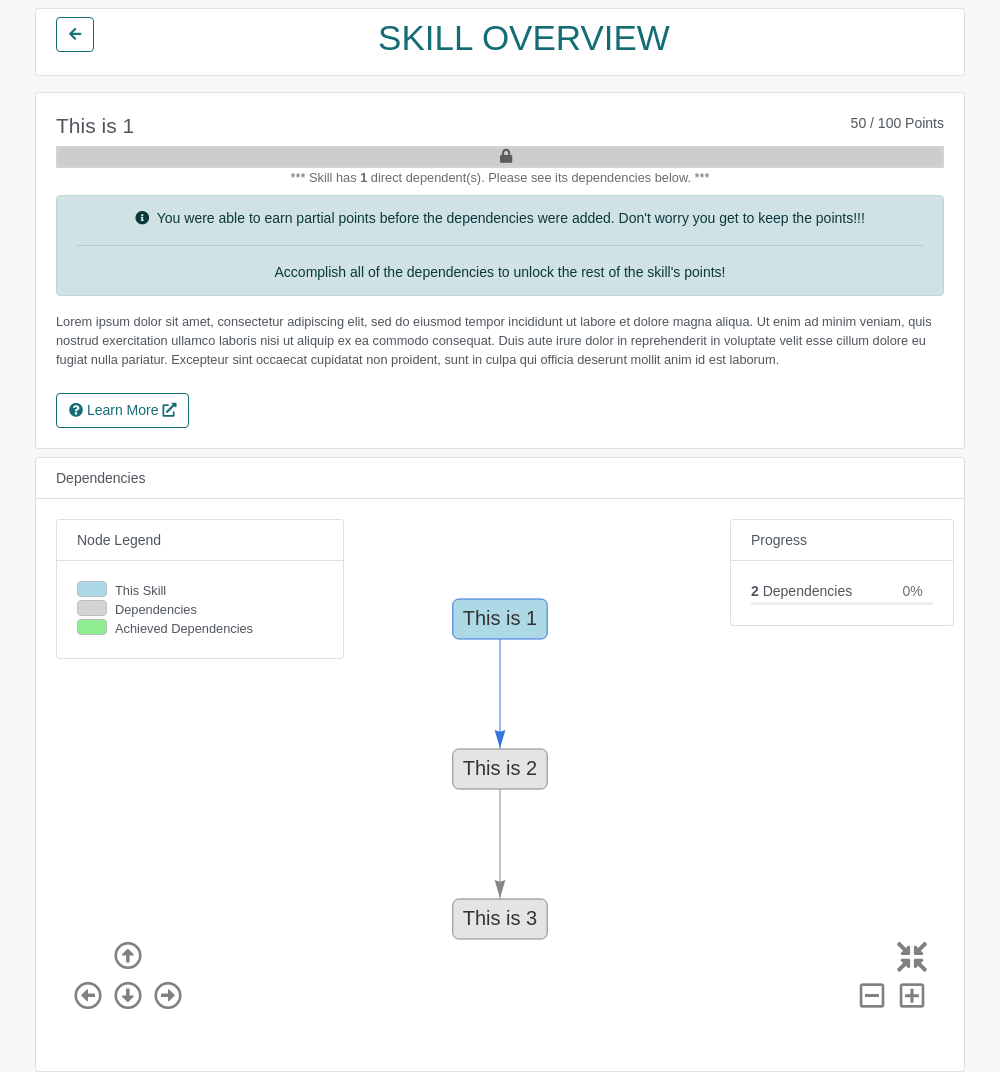 SKILL OVERVIEW
This is 1
50 / 100 Points
*** Skill has 1 direct dependent(s). Please see its dependencies below. ***
You were able to earn partial points before the dependencies were added. Don't worry you get to keep the points!!!
Accomplish all of the dependencies to unlock the rest of the skill's points!
Lorem ipsum dolor sit amet, consectetur adipiscing elit, sed do eiusmod tempor incididunt ut labore et dolore magna aliqua. Ut enim ad minim veniam, quis
nostrud exercitation ullamco laboris nisi ut aliquip ex ea commodo consequat. Duis aute irure dolor in reprehenderit in voluptate velit esse cillum dolore eu
fugiat nulla pariatur. Excepteur sint occaecat cupidatat non proident, sunt in culpa qui officia deserunt mollit anim id est laborum.
Learn More
Dependencies
Node Legend
This Skill
Dependencies
Achieved Dependencies
Progress
2 Dependencies 0%
This is 1
This is 2
This is 3